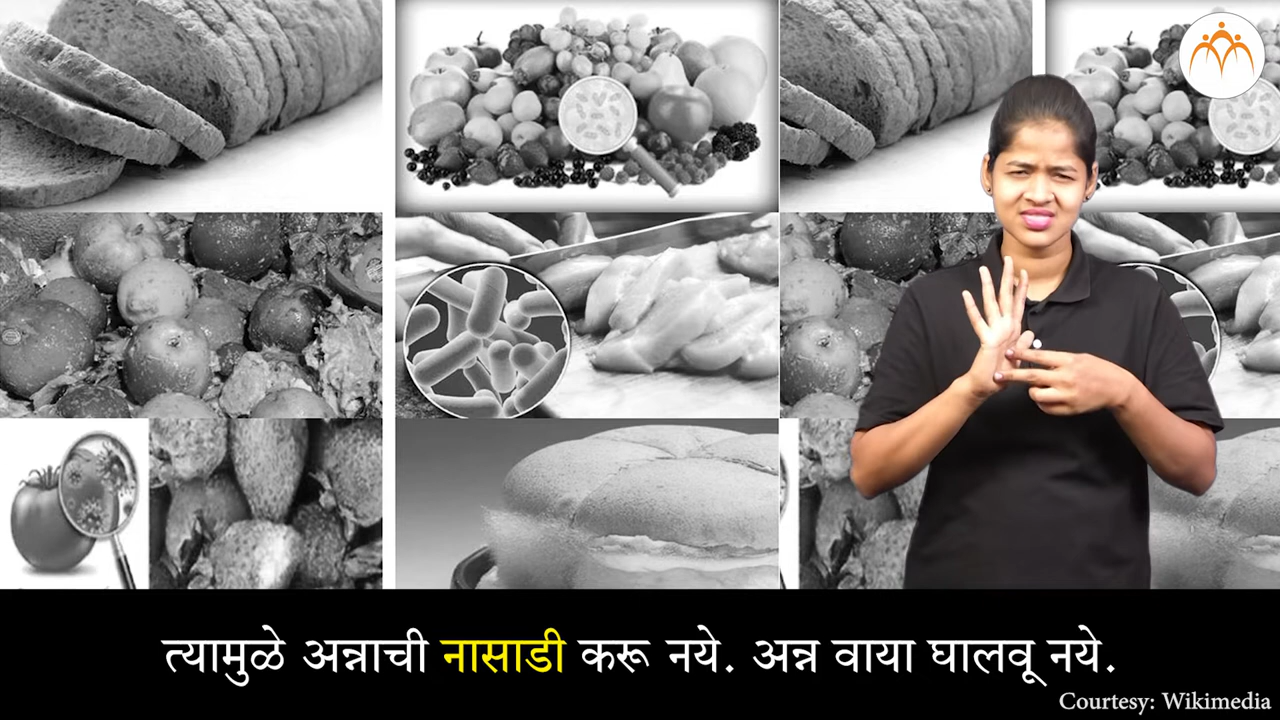 त्यामुळे अन्नाची नासाडी करू नये. अन्न वाया घालवू नये.
Courtesy: Wikimedia